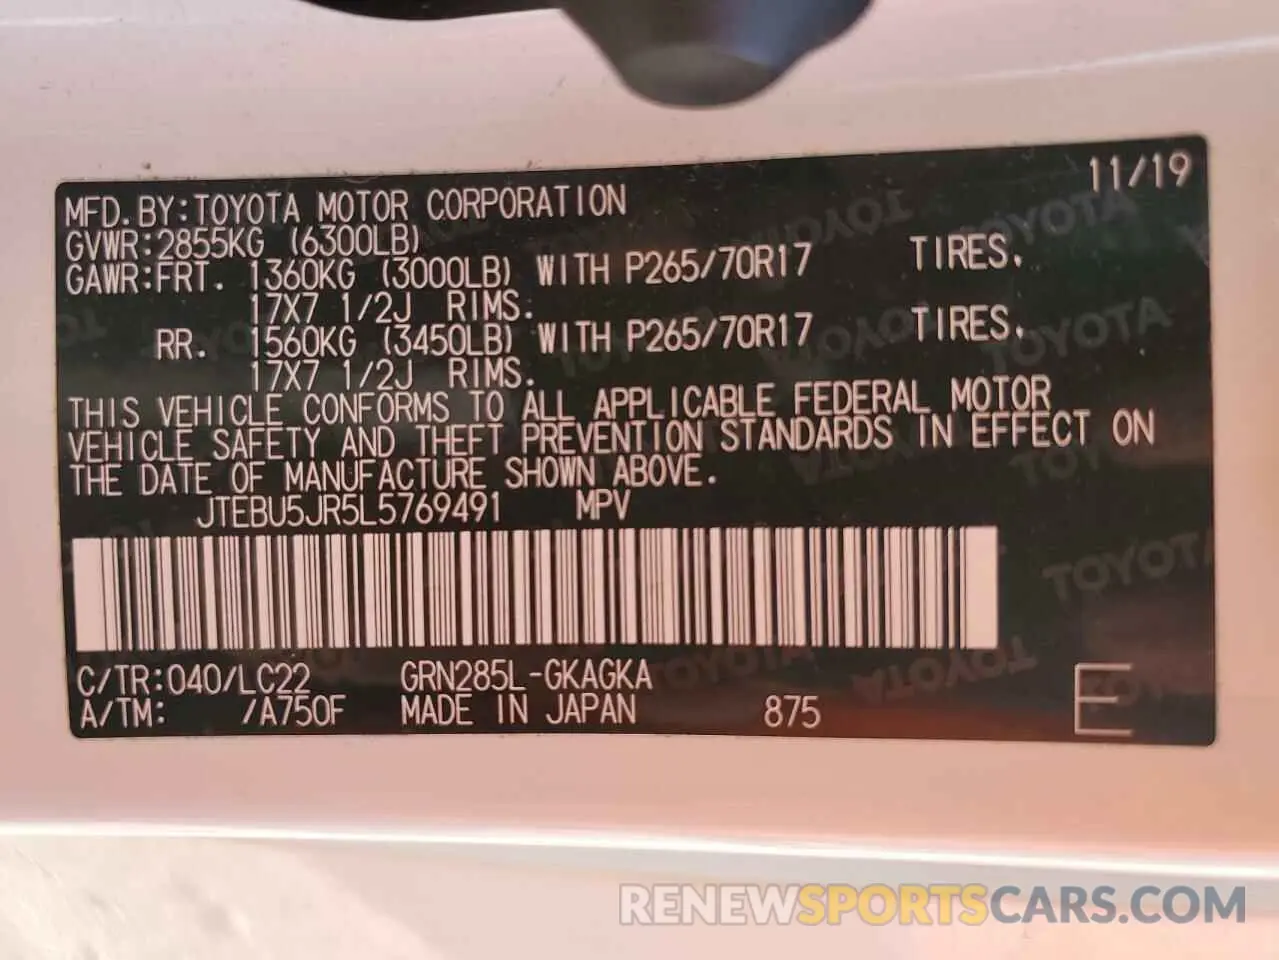 11/19
MFD.BY:TOYOTA MOTOR CORPORATION
GVWR:2855KG (6300LB)
GAWR:FRT. 1360KG (3000LB) WITH P265/70R17 TIRES.
17X7 1/2J RIMS.
RR. 1560KG (3450LB) WITH P265/70R17 TIRES.
17X7 1/2J RIMS.
THIS VEHICLE CONFORMS TO ALL APPLICABLE FEDERAL MOTOR
VEHICLE SAFETY AND THEFT PREVENTION STANDARDS IN EFFECT ON
THE DATE OF MANUFACTURE SHOWN ABOVE.
JTEBU5JR5L5769491 MPV
C/TR:040/LC22 GRN285L-GKAGKA
A/TM: /A750F MADE IN JAPAN 875 E
TOYOTA
TOYOTA
TOYOTA
RENEWSPORTSCARS.COM